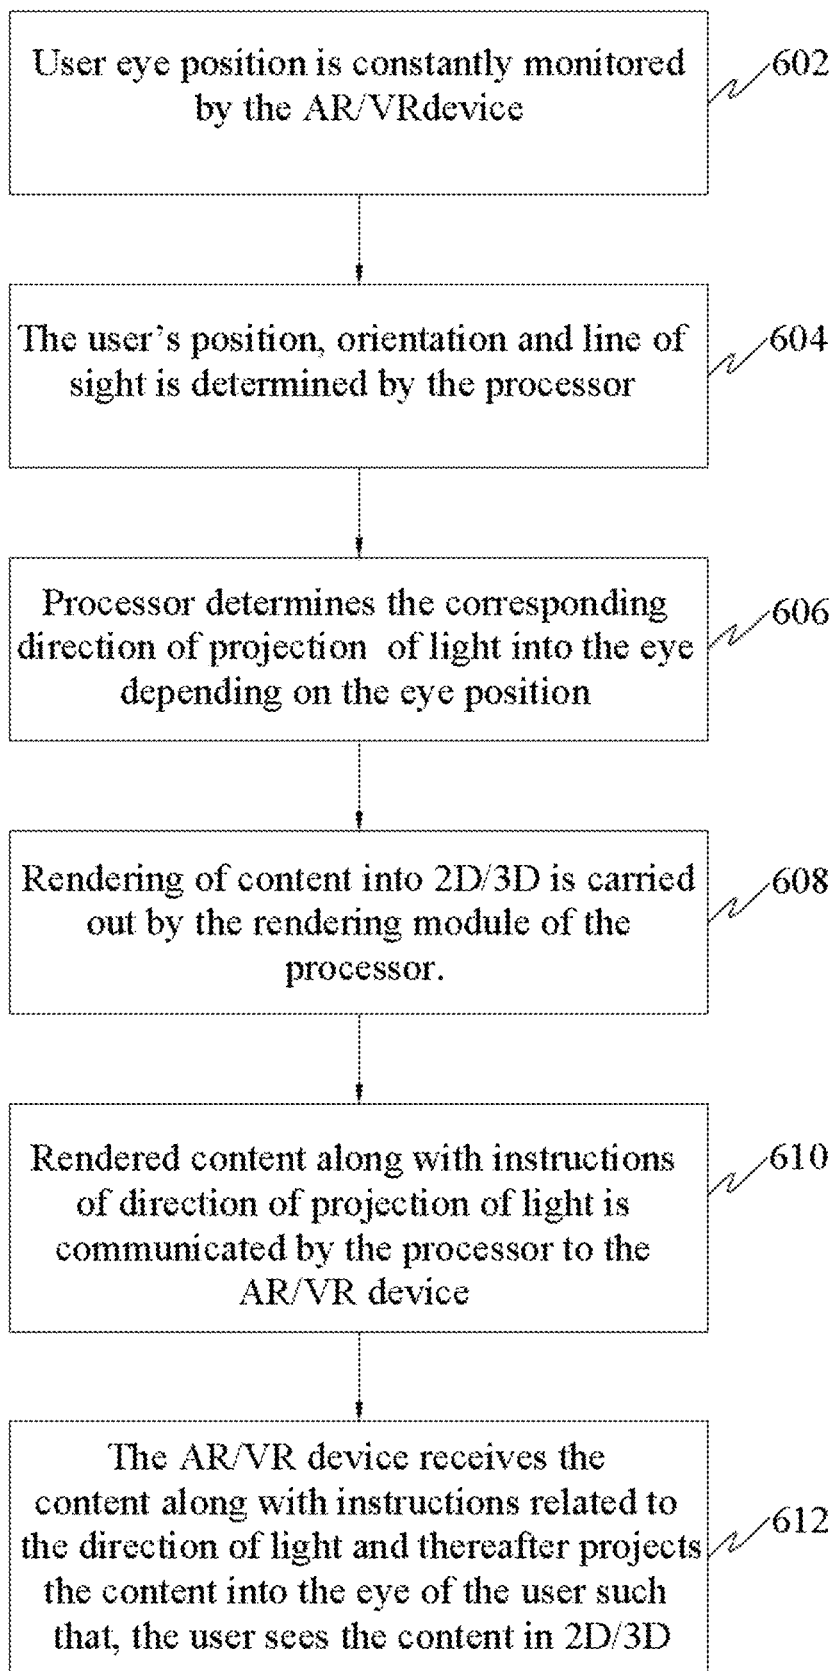 User eye position is constantly monitored
by the AR/VRdevice
602
The user's position, orientation and line of
sight is determined by the processor
604
Processor determines the corresponding
direction of projection of light into the eye
depending on the eye position
606
Rendering of content into 2D/3D is carried
out by the rendering module of the
processor.
608
Rendered content along with instructions
of direction of projection of light is
communicated by the processor to the
AR/VR device
610
The AR/VR device receives the
content along with instructions related to
the direction of light and thereafter projects
the content into the eye of the user such
that, the user sees the content in 2D/3D
612